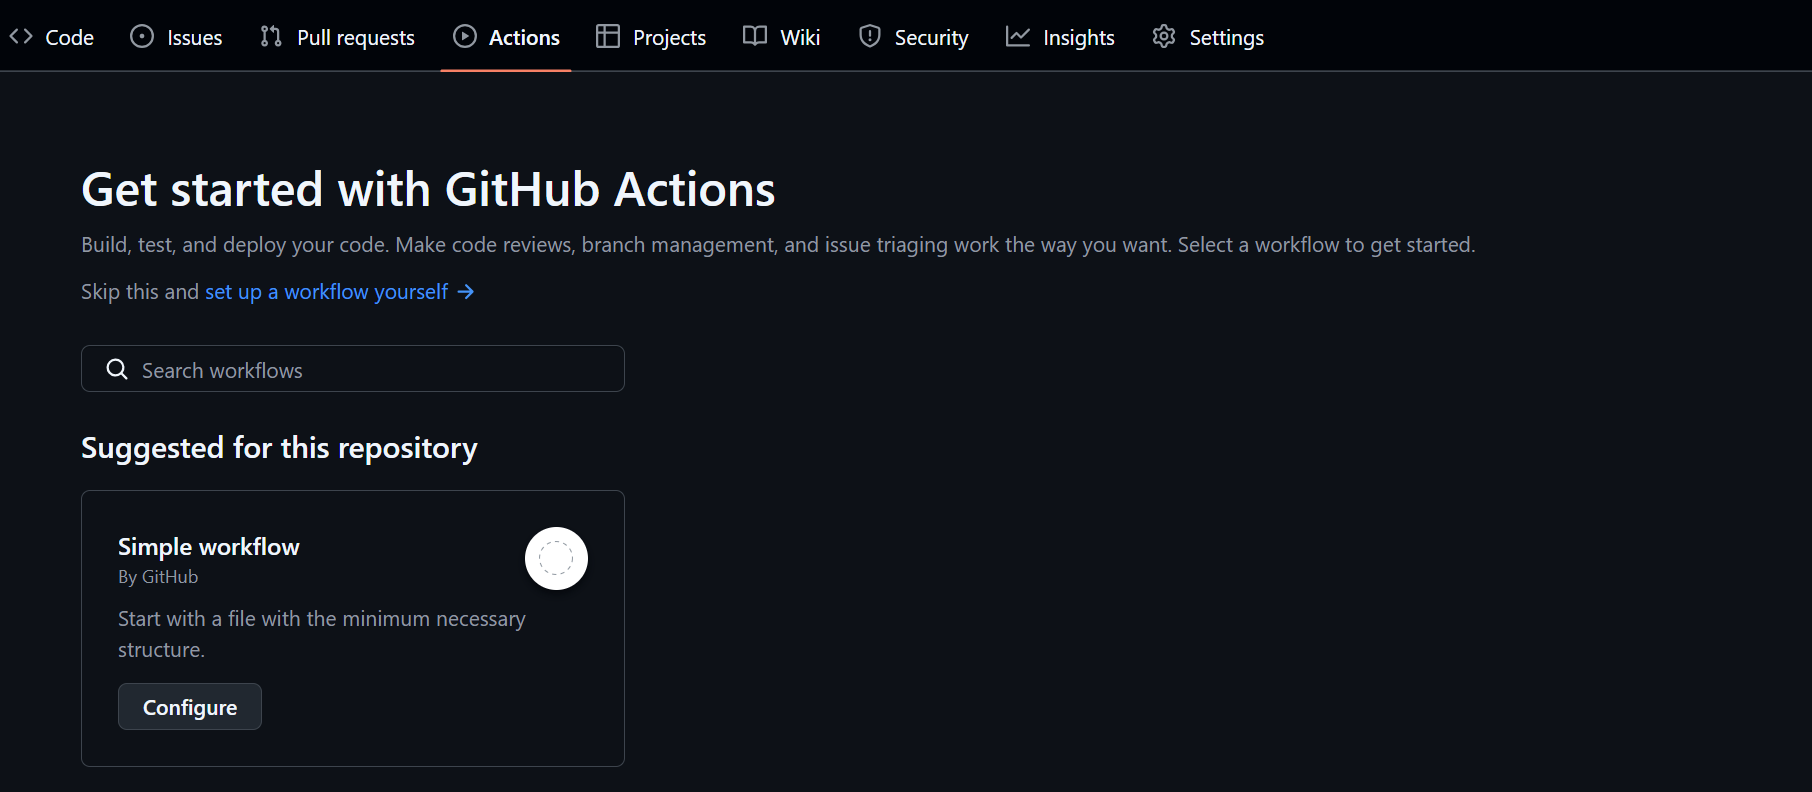 Code Issues Pull requests Actions Projects Wiki Security Insights Settings
Get started with GitHub Actions
Build, test, and deploy your code. Make code reviews, branch management, and issue triaging work the way you want. Select a workflow to get started.
Skip this and set up a workflow yourself →
Search workflows
Suggested for this repository
Simple workflow
By GitHub
Start with a file with the minimum necessary
structure.
Configure